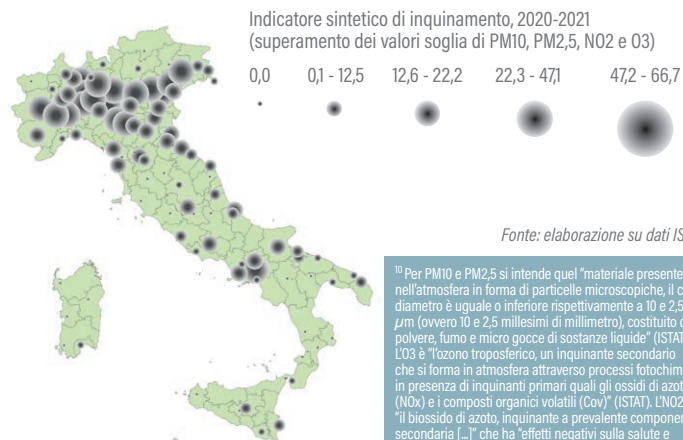 Indicatore sintetico di inquinamento, 2020-2021
(superamento dei valori soglia di PM10, PM2,5, NO2 e O3)
0,0 0,1 - 12,5 12,6 - 22,2 22,3 - 47,1 47,2 - 66,7
Fonte: elaborazione su dati IS
10 Per PM10 e PM2,5 si intende quel "materiale presente
nell'atmosfera in forma di particelle microscopiche, il c
diametro è uguale o inferiore rispettivamente a 10 e 2,5
µm (ovvero 10 e 2,5 millesimi di millimetro), costituito d
polvere, fumo e micro gocce di sostanze liquide" (ISTAT
L'O3 è "l'ozono troposferico, un inquinante secondario
che si forma in atmosfera attraverso processi fotochim
in presenza di inquinanti primari quali gli ossidi di azot
(NOx) e i composti organici volatili (Cov)" (ISTAT). L'NO2
"il biossido di azoto, inquinante a prevalente componen
secondaria [...]" che ha "effetti negativi sulla salute e